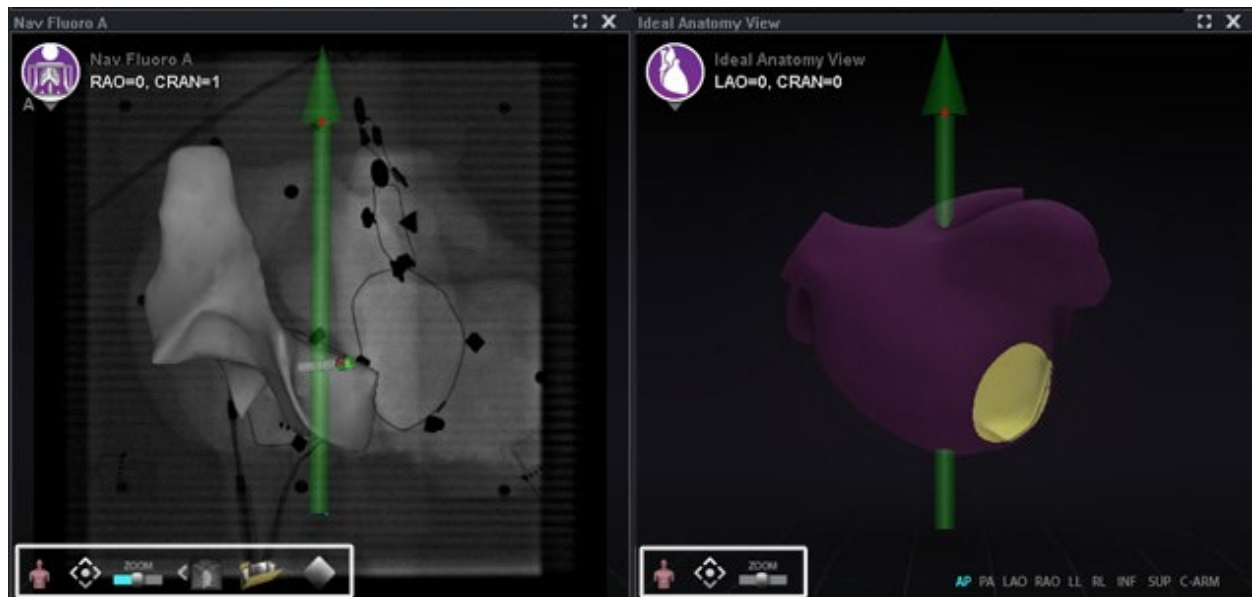 Nav Fluoro A
Nav Fluoro A
RAO=0, CRAN=1
A
ZOOM
Ideal Anatomy View
Ideal Anatomy View
LAO=0, CRAN=0
ZOOM
AP PA LAO RAO LL RL INF SUP C-ARM